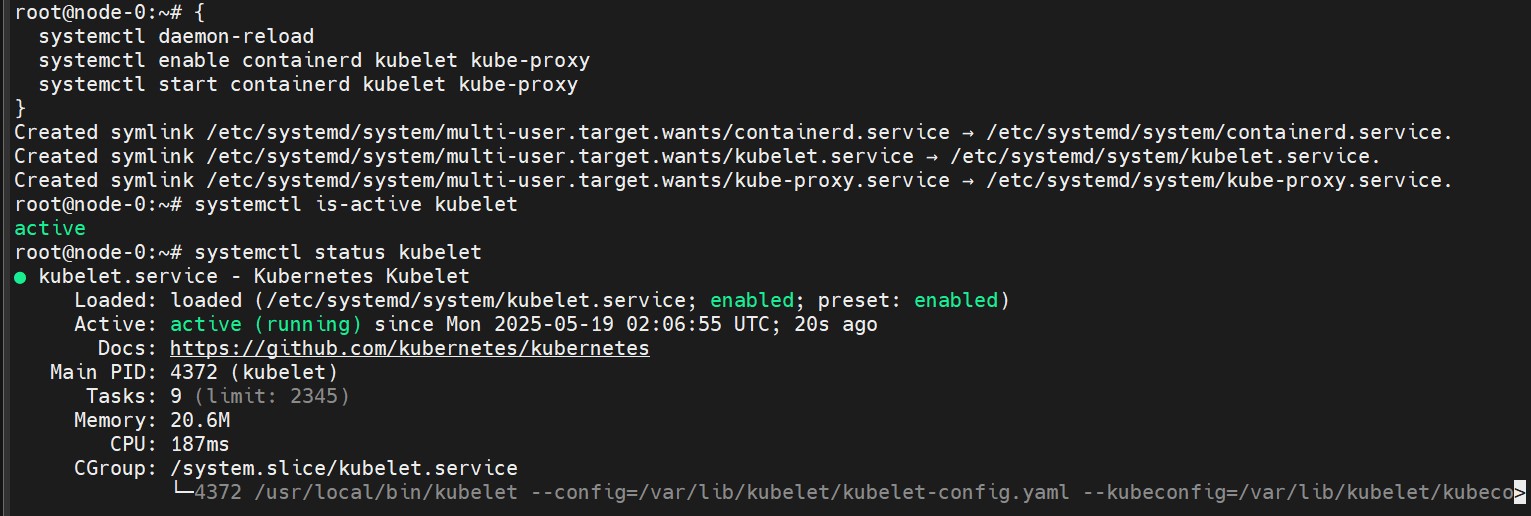 root@node-0:~# {
  systemctl daemon-reload
  systemctl enable containerd kubelet kube-proxy
  systemctl start containerd kubelet kube-proxy
}
Created symlink /etc/systemd/system/multi-user.target.wants/containerd.service → /etc/systemd/system/containerd.service.
Created symlink /etc/systemd/system/multi-user.target.wants/kubelet.service → /etc/systemd/system/kubelet.service.
Created symlink /etc/systemd/system/multi-user.target.wants/kube-proxy.service → /etc/systemd/system/kube-proxy.service.
root@node-0:~# systemctl is-active kubelet
active
root@node-0:~# systemctl status kubelet
● kubelet.service - Kubernetes Kubelet
     Loaded: loaded (/etc/systemd/system/kubelet.service; enabled; preset: enabled)
     Active: active (running) since Mon 2025-05-19 02:06:55 UTC; 20s ago
       Docs: https://github.com/kubernetes/kubernetes
   Main PID: 4372 (kubelet)
      Tasks: 9 (limit: 2345)
     Memory: 20.6M
        CPU: 187ms
     CGroup: /system.slice/kubelet.service
             └─4372 /usr/local/bin/kubelet --config=/var/lib/kubelet/kubelet-config.yaml --kubeconfig=/var/lib/kubelet/kubeco>